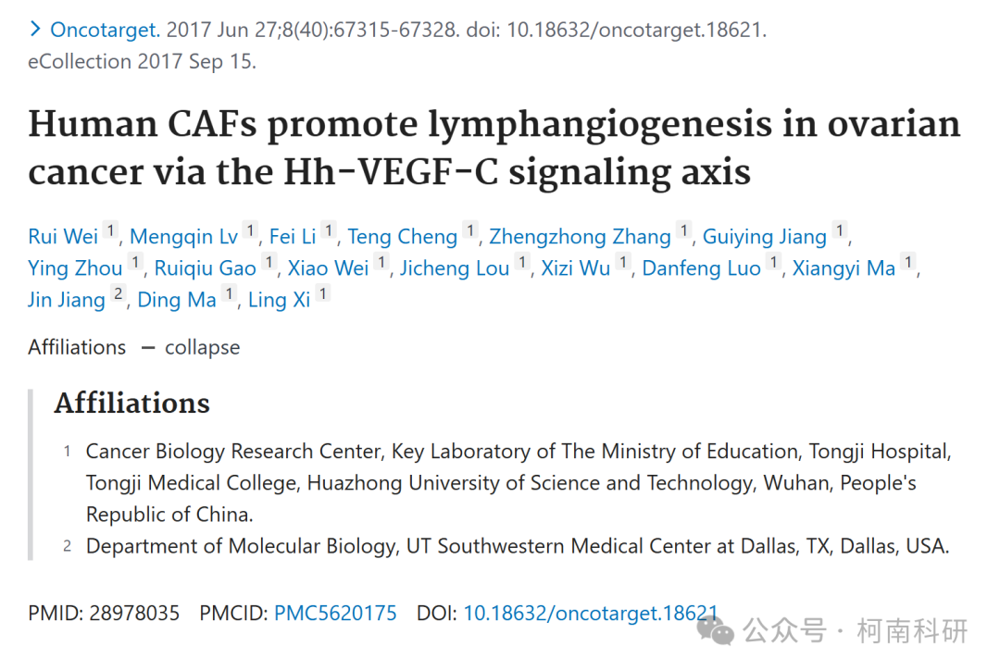 > Oncotarget. 2017 Jun 27;8(40):67315-67328. doi: 10.18632/oncotarget.18621.
eCollection 2017 Sep 15.
Human CAFs promote lymphangiogenesis in ovarian
cancer via the Hh-VEGF-C signaling axis
Rui Wei 1, Mengqin Lv 1, Fei Li 1, Teng Cheng 1, Zhengzhong Zhang 1, Guiying Jiang 1,
Ying Zhou 1, Ruiqiu Gao 1, Xiao Wei 1, Jicheng Lou 1, Xizi Wu 1, Danfeng Luo 1, Xiangyi Ma 1,
Jin Jiang 2, Ding Ma 1, Ling Xi 1
Affiliations — collapse
Affiliations
1 Cancer Biology Research Center, Key Laboratory of The Ministry of Education, Tongji Hospital,
Tongji Medical College, Huazhong University of Science and Technology, Wuhan, People's
Republic of China.
2 Department of Molecular Biology, UT Southwestern Medical Center at Dallas, TX, Dallas, USA.
PMID: 28978035 PMCID: PMC5620175 DOI: 10.18632/oncotarget.18621
公众号 · 柯南科研